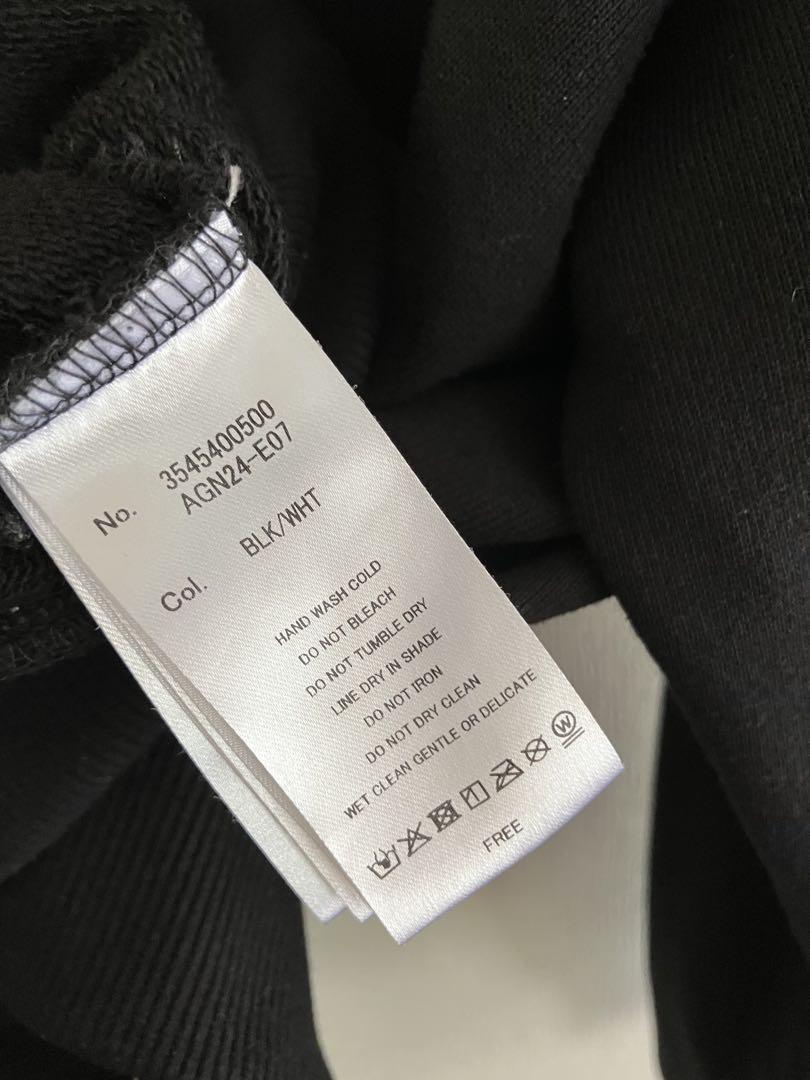 No. 3545400500
AGN24-E07
Col. BLK/WHT
HAND WASH COLD
DO NOT BLEACH
DO NOT TUMBLE DRY
LINE DRY IN SHADE
DO NOT IRON
DO NOT DRY CLEAN
WET CLEAN GENTLE OR DELICATE
W
FREE